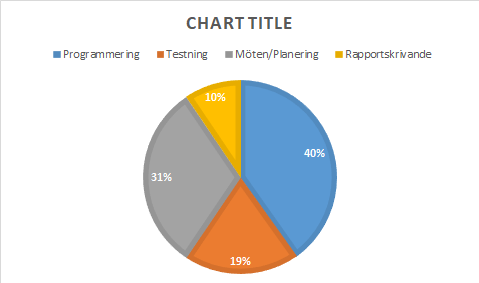 CHART TITLE
Programmering Testning Möten/Planering Rapportskrivande
10%
40%
31%
19%